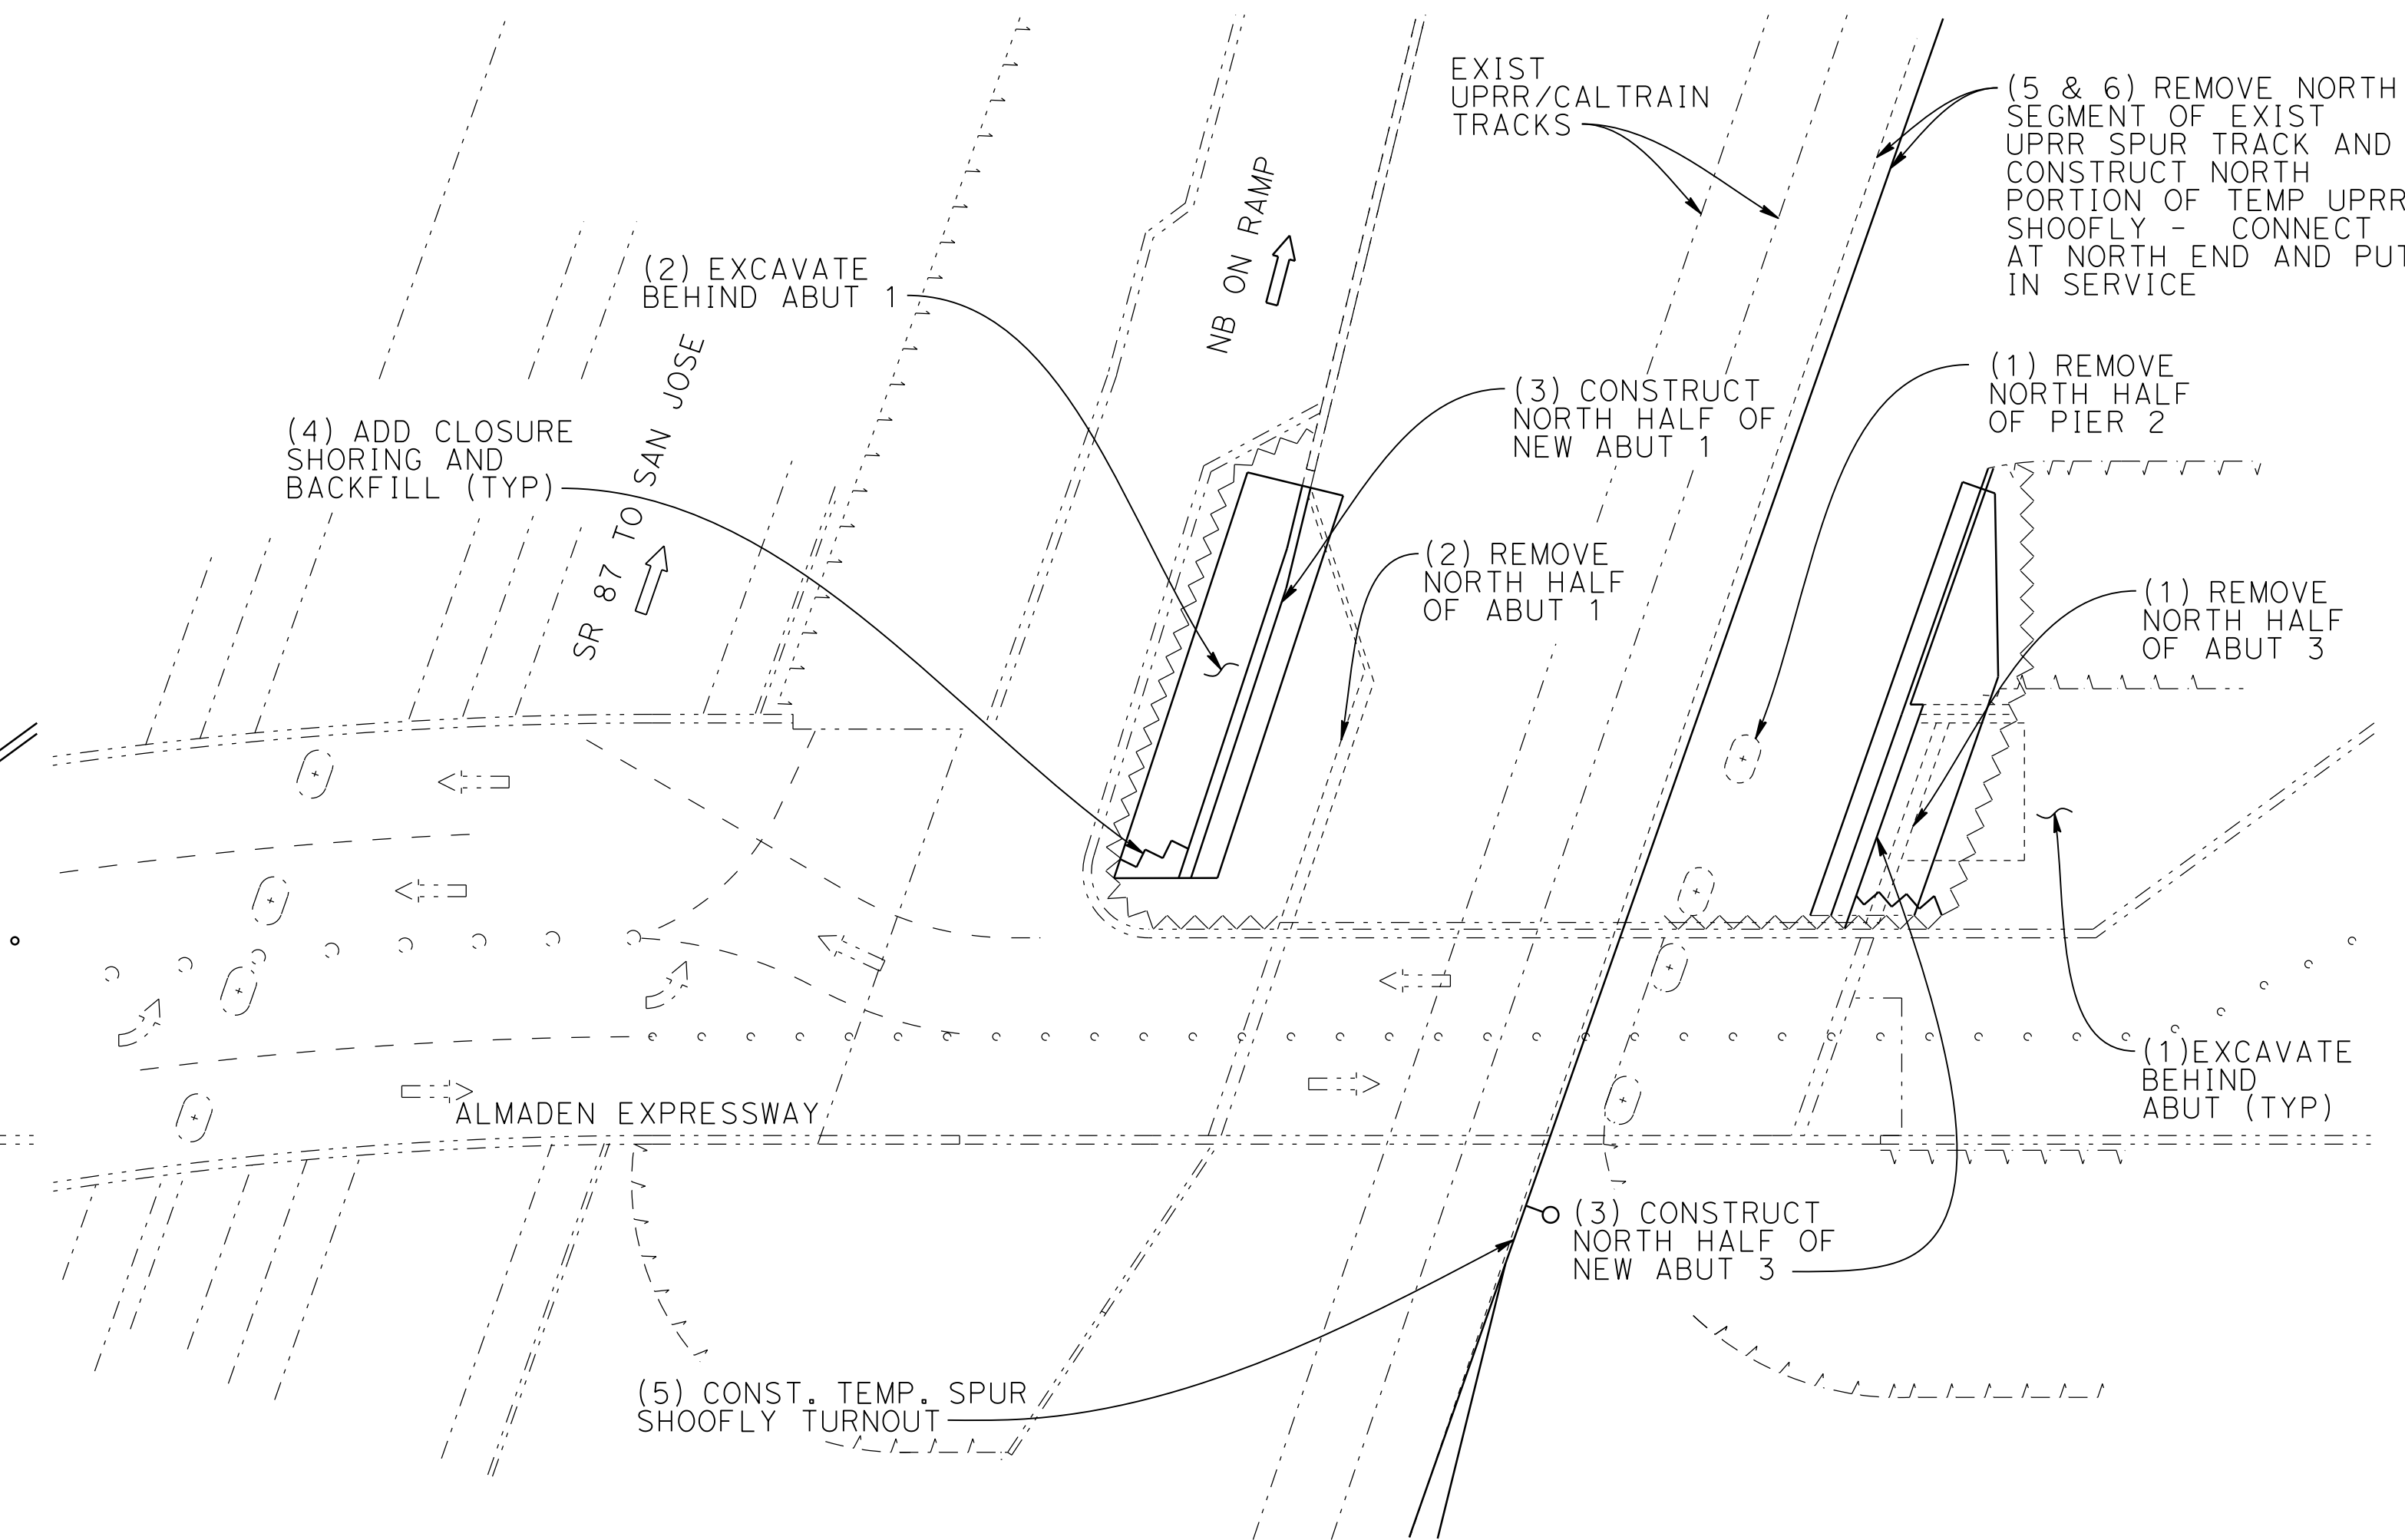 EXIST
UPRR/CALTRAIN
TRACKS
(5 & 6) REMOVE NORTH
SEGMENT OF EXIST
UPRR SPUR TRACK AND
CONSTRUCT NORTH
PORTION OF TEMP UPRR
SHOOFLY - CONNECT
AT NORTH END AND PUT
IN SERVICE
NB ON RAMP
(2) EXCAVATE
BEHIND ABUT 1
(3) CONSTRUCT
NORTH HALF OF
NEW ABUT 1
(1) REMOVE
NORTH HALF
OF PIER 2
(4) ADD CLOSURE
SHORING AND
BACKFILL (TYP)
SR 87 TO SAN JOSE
(2) REMOVE
NORTH HALF
OF ABUT 1
(1) REMOVE
NORTH HALF
OF ABUT 3
(1)EXCAVATE
BEHIND
ABUT (TYP)
ALMADEN EXPRESSWAY
(3) CONSTRUCT
NORTH HALF OF
NEW ABUT 3
(5) CONST. TEMP. SPUR
SHOOFLY TURNOUT